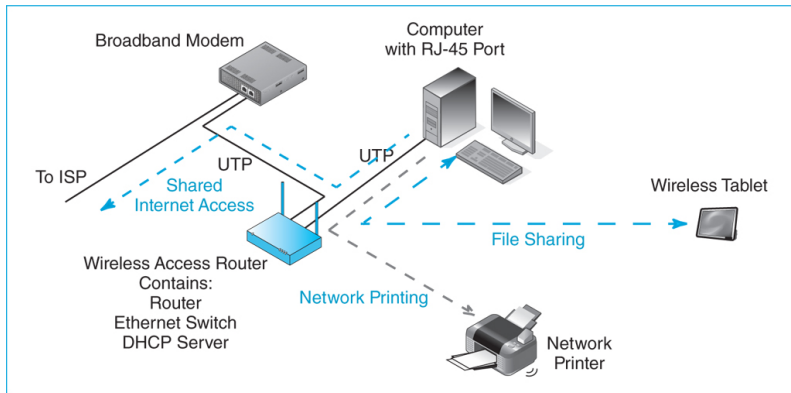 Broadband Modem
Computer
with RJ-45 Port
To ISP
UTP
UTP
Shared
Internet Access
Wireless Tablet
File Sharing
Wireless Access Router
Contains:
Router
Ethernet Switch
DHCP Server
Network Printing
Network
Printer